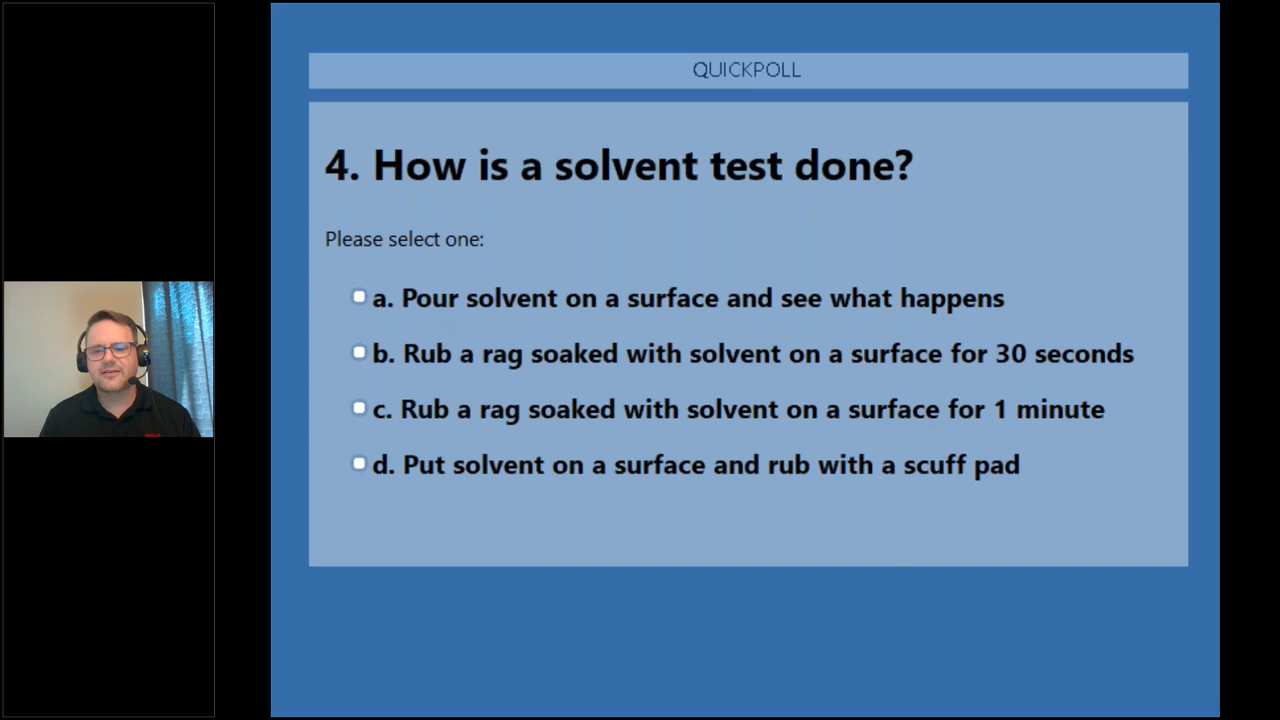 QUICKPOLL
4. How is a solvent test done?
Please select one:
a. Pour solvent on a surface and see what happens
b. Rub a rag soaked with solvent on a surface for 30 seconds
c. Rub a rag soaked with solvent on a surface for 1 minute
d. Put solvent on a surface and rub with a scuff pad